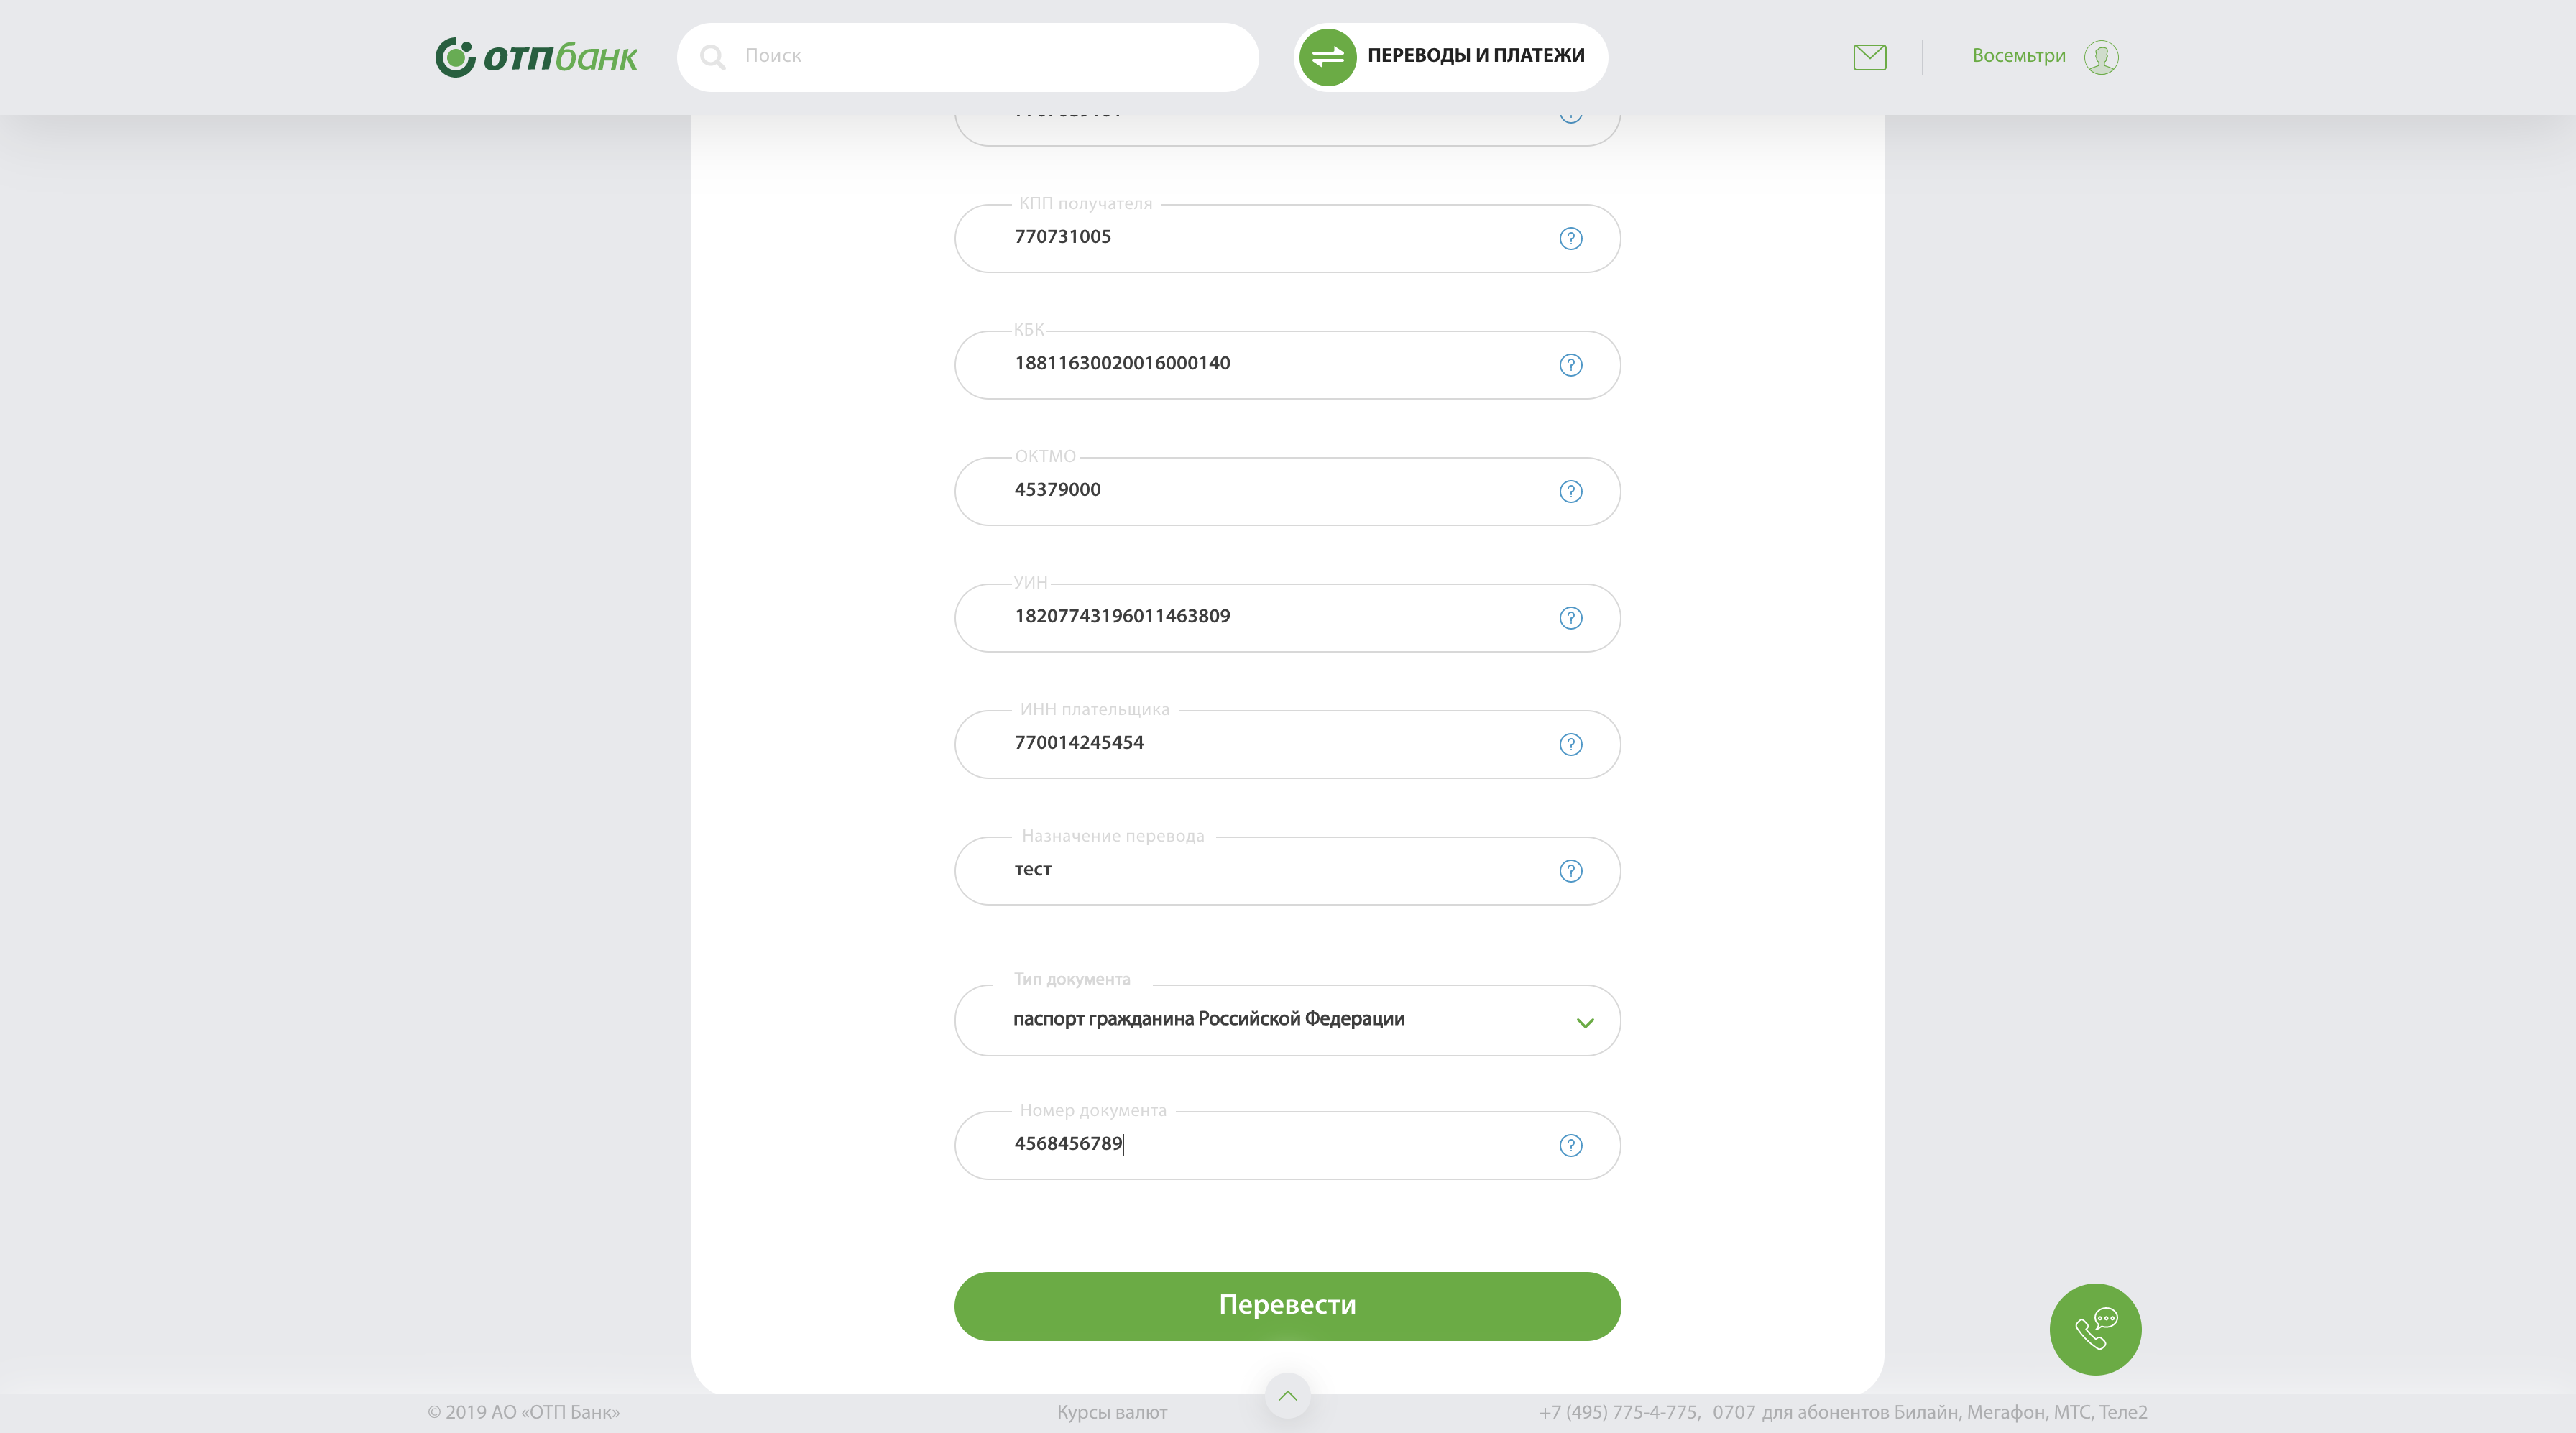 отпбанк
Поиск
ПЕРЕВОДЫ И ПЛАТЕЖИ
Восемьтри
КПП получателя
770731005
КБК
18811630020016000140
ОКТМО
45379000
УИН
18207743196011463809
ИНН плательщика
770014245454
Назначение перевода
тест
Тип документа
паспорт гражданина Российской Федерации
Номер документа
4568456789
Перевести
© 2019 АО «ОТП Банк»
Курсы валют
+7 (495) 775-4-775, 0707 для абонентов Билайн, Мегафон, МТС, Теле2